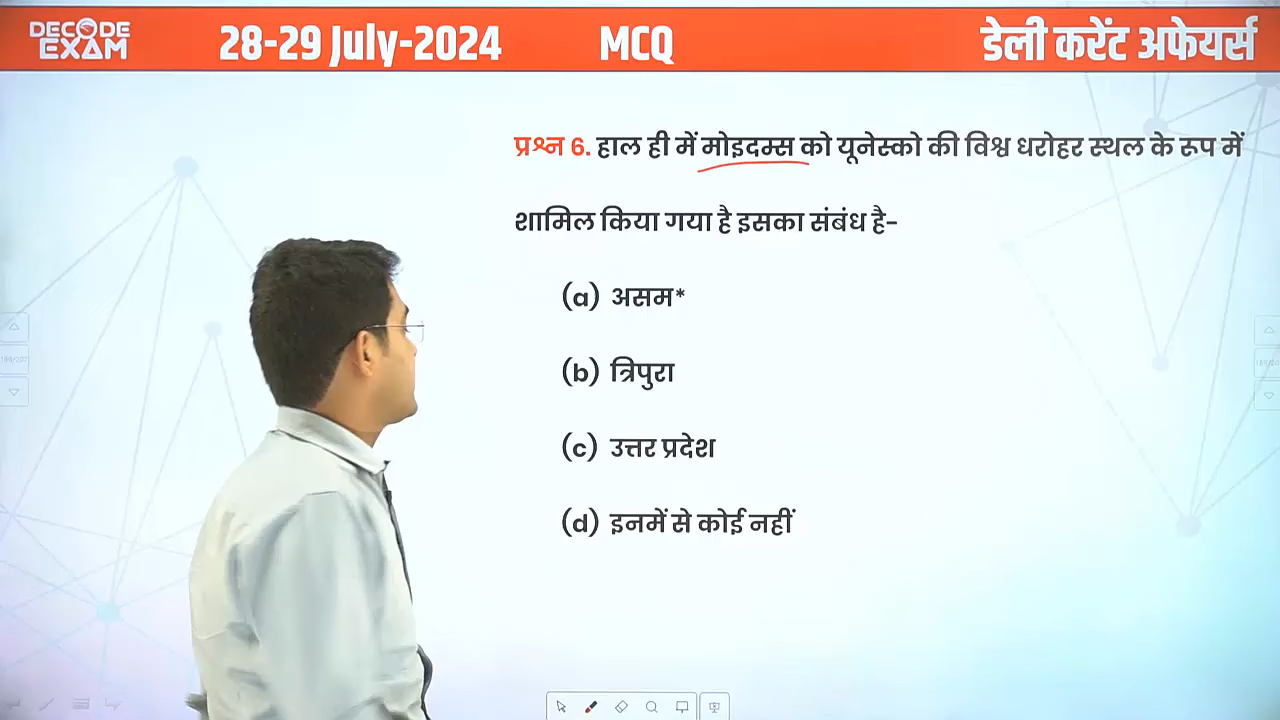 DECODE EXAM
28-29 July-2024
MCQ
डेली करेंट अफेयर्स
प्रश्न 6. हाल ही में मोइदम्स को यूनेस्को की विश्व धरोहर स्थल के रूप में
शामिल किया गया है इसका संबंध है-
(a) असम*
(b) त्रिपुरा
(c) उत्तर प्रदेश
(d) इनमें से कोई नहीं